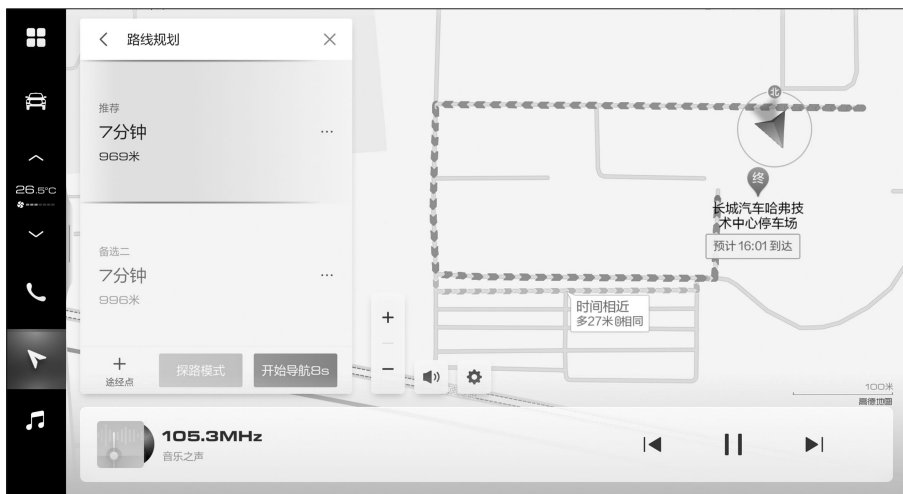 路线规划
推荐
7分钟
969米
26.5°C
备选二
7分钟
996米
途经点
探路模式
开始导航8s
北
终
长城汽车哈弗技
术中心停车场
预计16:01到达
时间相近
多27米
相同
100米
高德地图
105.3MHz
音乐之声